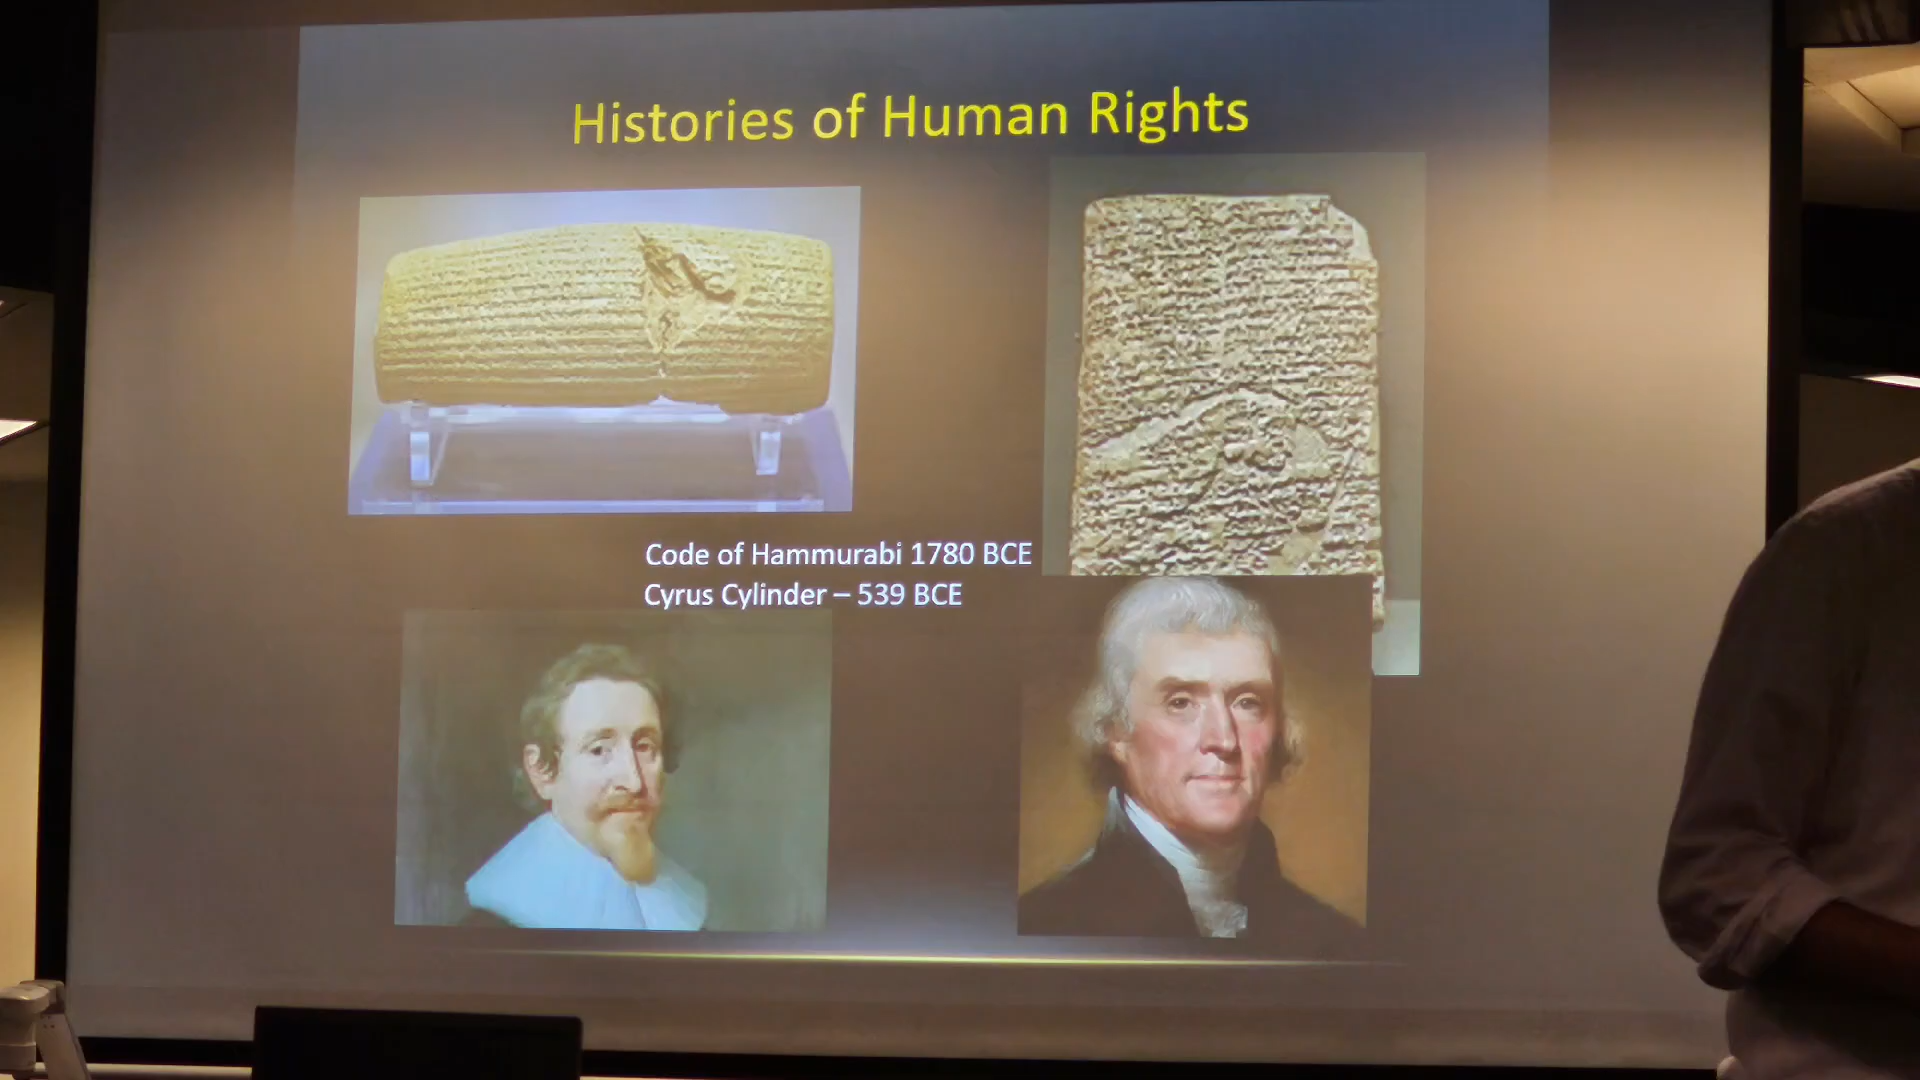 Histories of Human Rights
Code of Hammurabi 1780 BCE
Cyrus Cylinder – 539 BCE